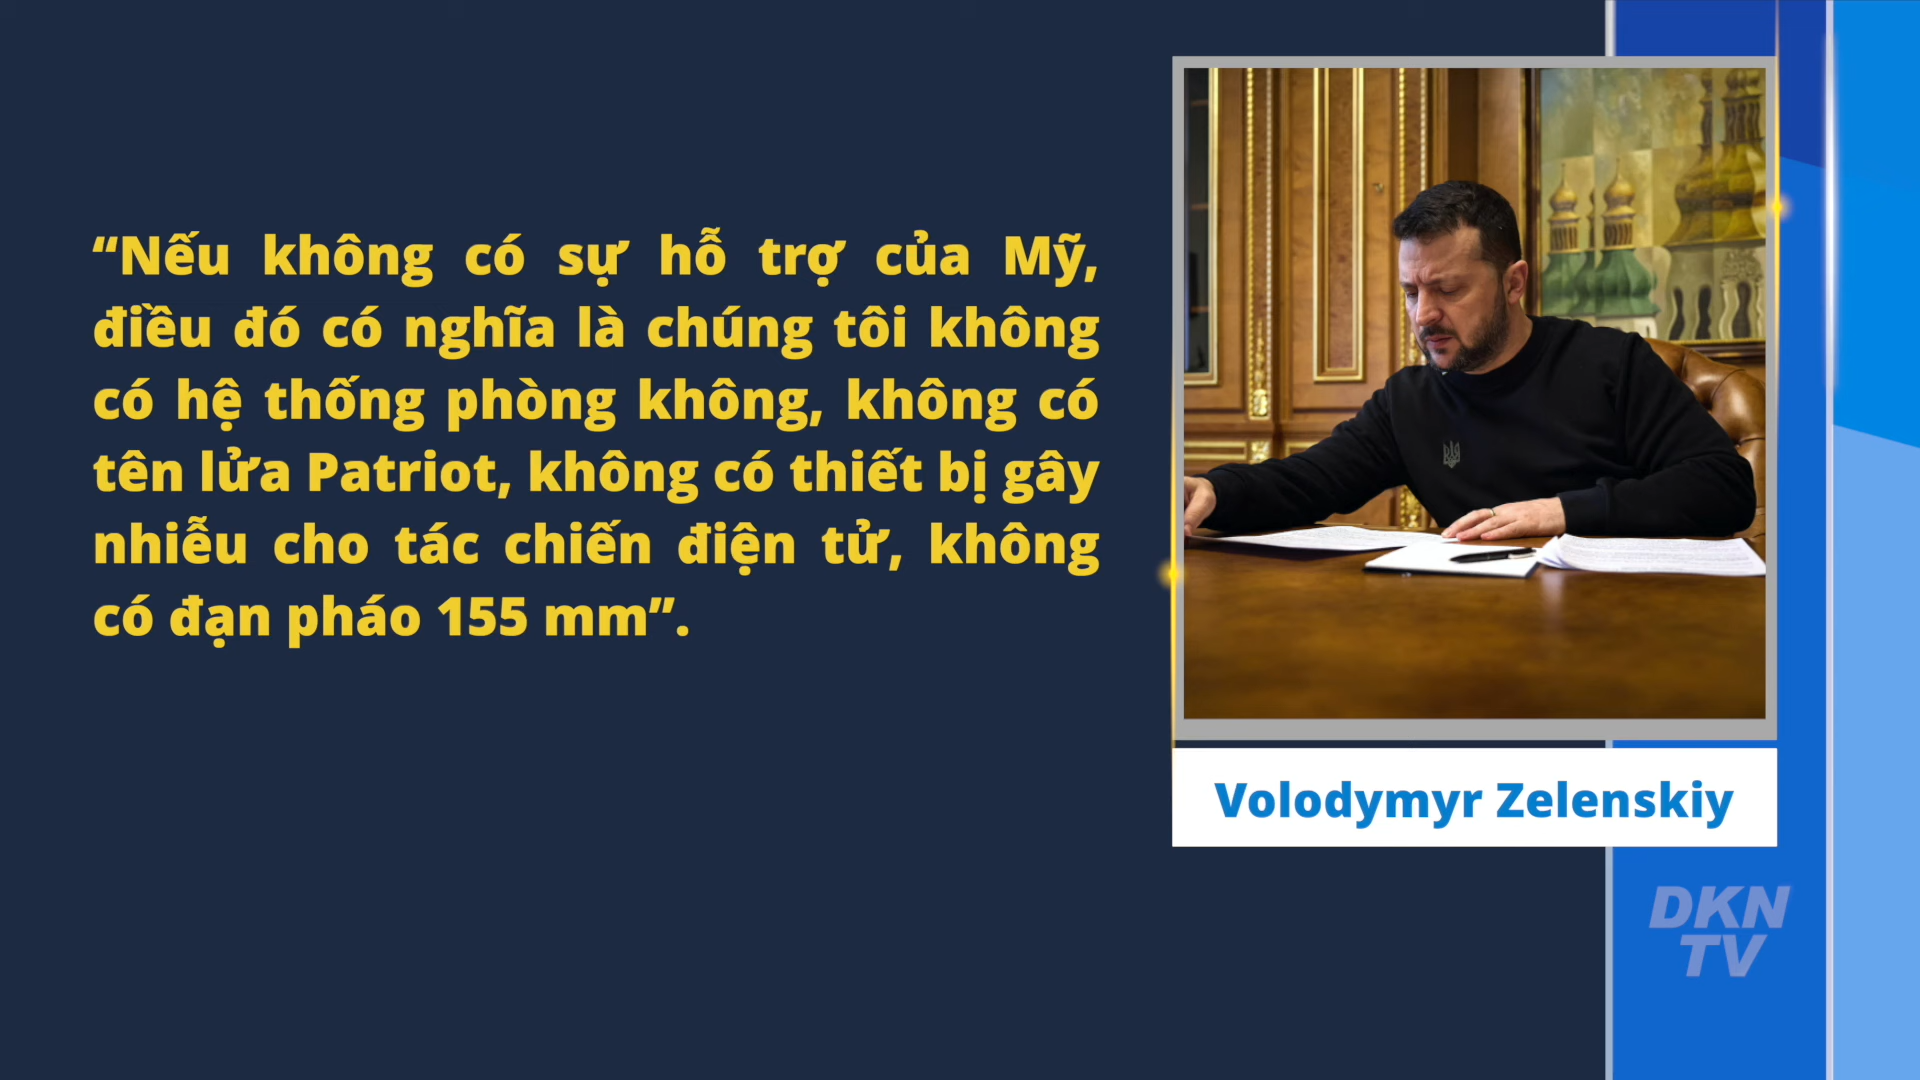 “Nếu không có sự hỗ trợ của Mỹ,
điều đó có nghĩa là chúng tôi không
có hệ thống phòng không, không có
tên lửa Patriot, không có thiết bị gây
nhiễu cho tác chiến điện tử, không
có đạn pháo 155 mm”.
Volodymyr Zelenskiy
DKN
TV